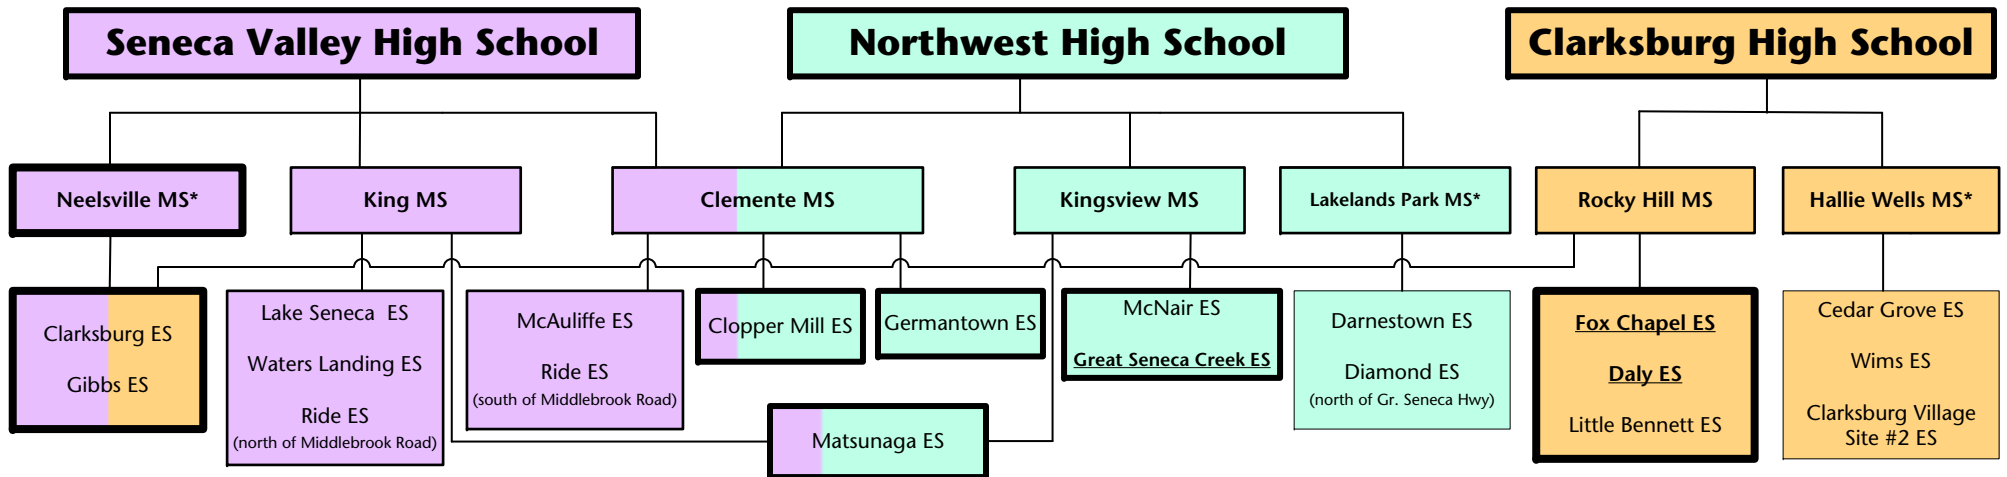 Seneca Valley High School
Northwest High School
Clarksburg High School
Neelsville MS*
King MS
Clemente MS
Kingsview MS
Lakelands Park MS*
Rocky Hill MS
Hallie Wells MS*
Clarksburg ES
Gibbs ES
Lake Seneca ES
Waters Landing ES
Ride ES
(north of Middlebrook Road)
McAuliffe ES
Ride ES
(south of Middlebrook Road)
Clopper Mill ES
Germantown ES
Matsunaga ES
McNair ES
Great Seneca Creek ES
Darnestown ES
Diamond ES
(north of Gr. Seneca Hwy)
Fox Chapel ES
Daly ES
Little Bennett ES
Cedar Grove ES
Wims ES
Clarksburg Village
Site #2 ES